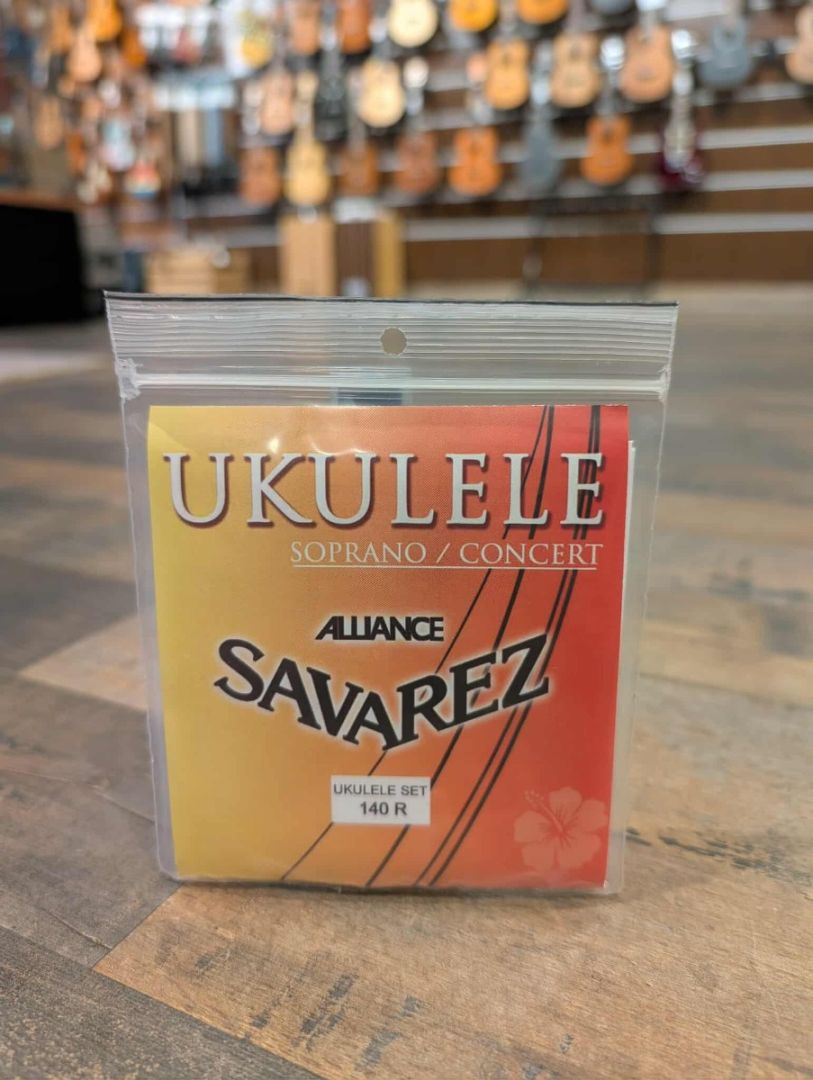 UKULELE
SOPRANO / CONCERT
ALLIANCE
SAVAREZ
UKULELE SET
140 R